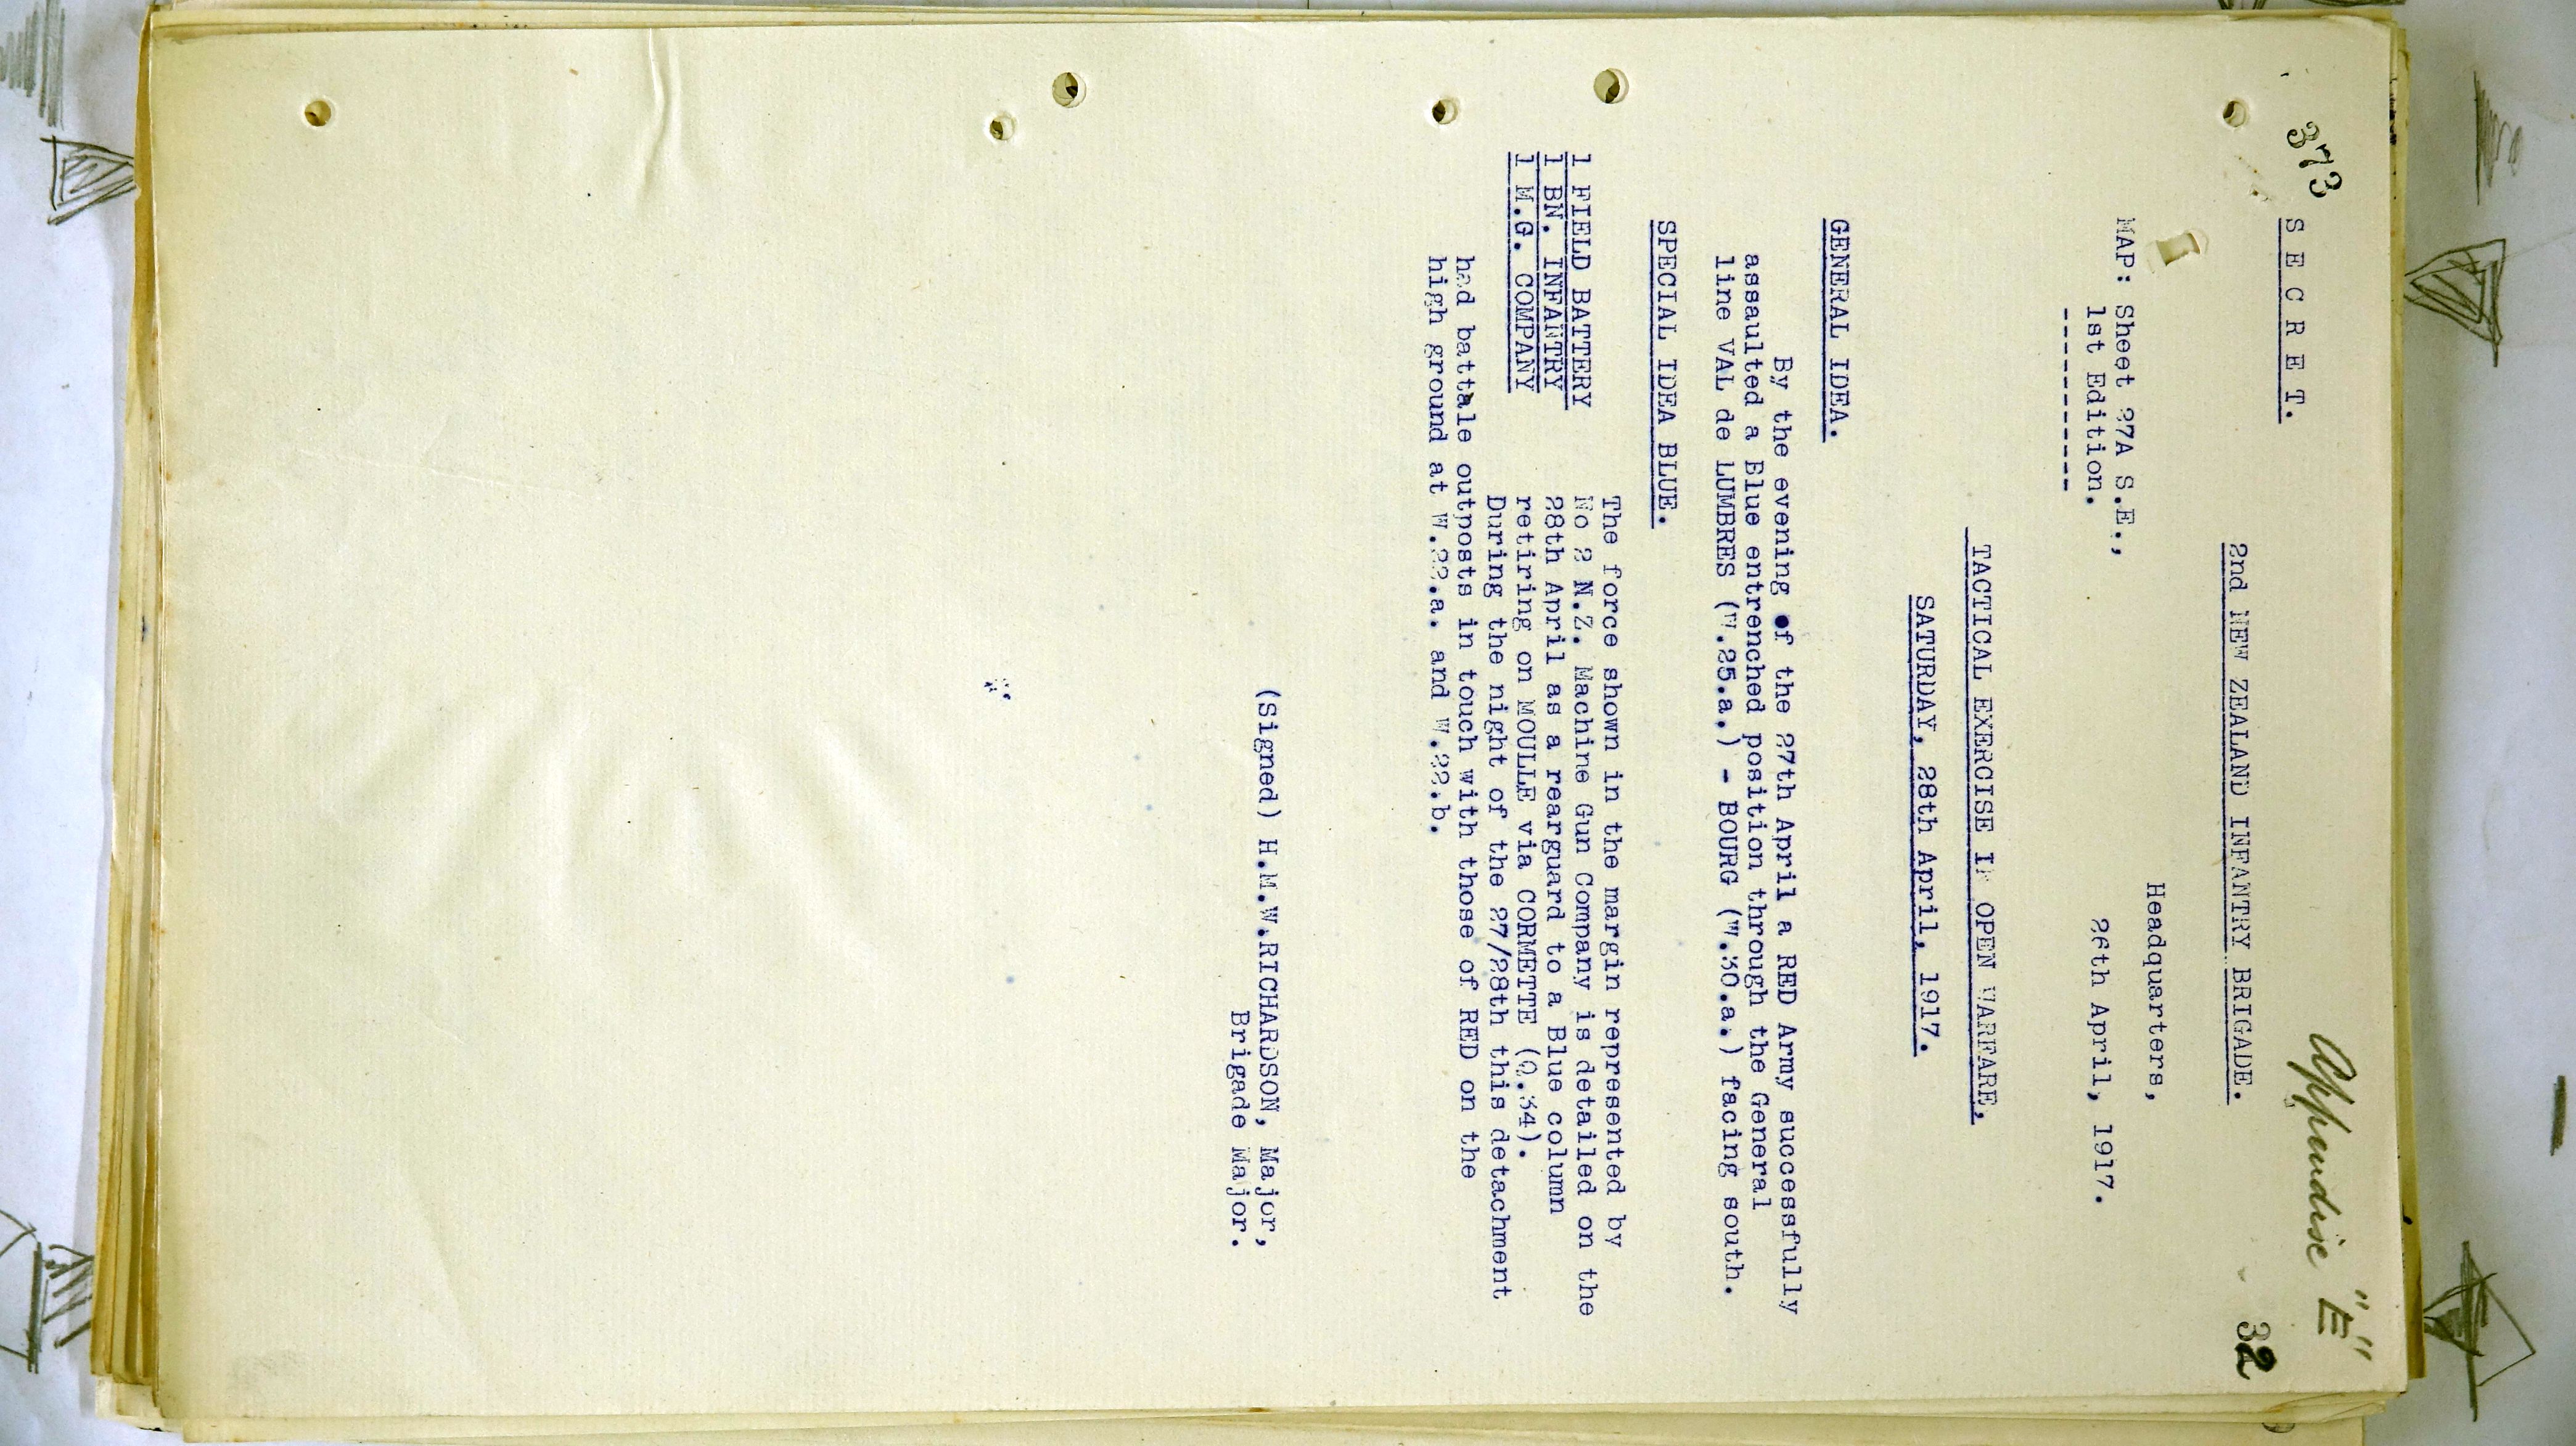 373
Appendise "E"
32
S E C R E T.
2nd NEW ZEALAND INFANTRY BRIGADE.
Headquarters,
MAP: Sheet 27A S.E.,
1st Edition.
26th April, 1917.
----------
TACTICAL EXERCISE IF OPEN WARFARE,
SATURDAY, 28th April, 1917.
GENERAL IDEA.
By the evening of the 27th April a RED Army successfully
assaulted a Blue entrenched position through the General
line VAL de LUMBRES (W.25.a.) - BOURG (W.30.a.) facing south.
SPECIAL IDEA BLUE.
The force shown in the margin represented by
1 FIELD BATTERY No 2 N.Z. Machine Gun Company is detailed on the
1 BN. INFANTRY 28th April as a rearguard to a Blue column
1 M.G. COMPANY retiring on MOULLE via CORMETTE (Q.34).
During the night of the 27/28th this detachment
had battale outposts in touch with those of RED on the
high ground at W.22.a. and W.22.b.
(Signed) H.M.W.RICHARDSON, Major,
Brigade Major.